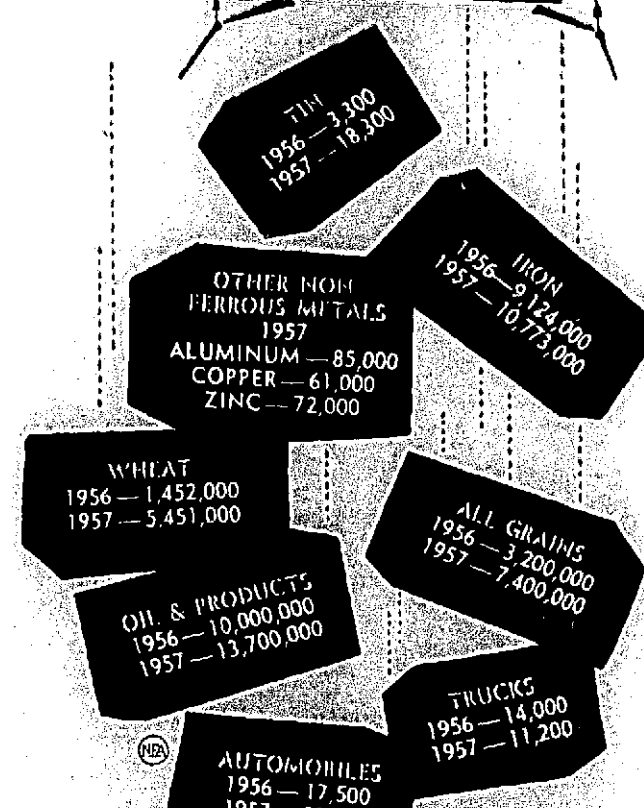 TIN
1956 — 3,300
1957 — 18,300
IRON
1956 — 9,124,000
1957 — 10,773,000
OTHER NON
FERROUS METALS
1957
ALUMINUM — 85,000
COPPER — 61,000
ZINC — 72,000
WHEAT
1956 — 1,452,000
1957 — 5,451,000
ALL GRAINS
1956 — 3,200,000
1957 — 7,400,000
OIL & PRODUCTS
1956 — 10,000,000
1957 — 13,700,000
TRUCKS
1956 — 14,000
1957 — 11,200
NEA
AUTOMOBILES
1956 — 17,500
1957 —